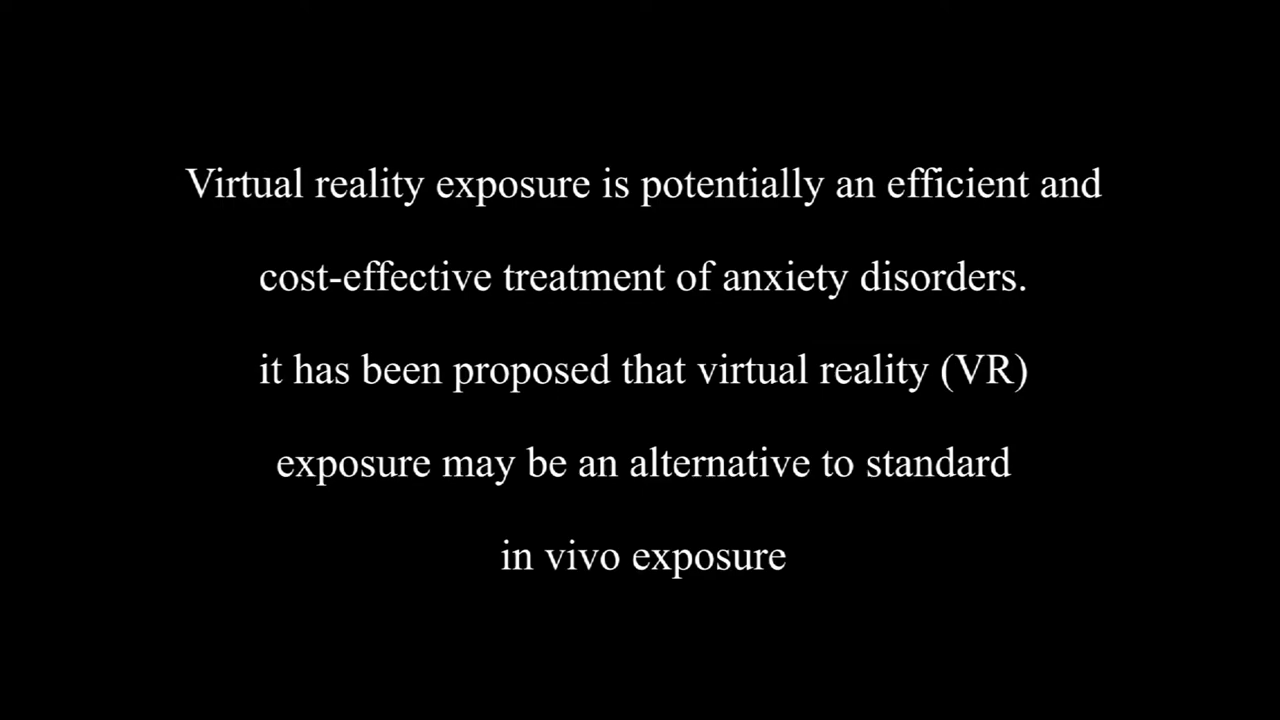 Virtual reality exposure is potentially an efficient and
cost-effective treatment of anxiety disorders.
it has been proposed that virtual reality (VR)
exposure may be an alternative to standard
in vivo exposure